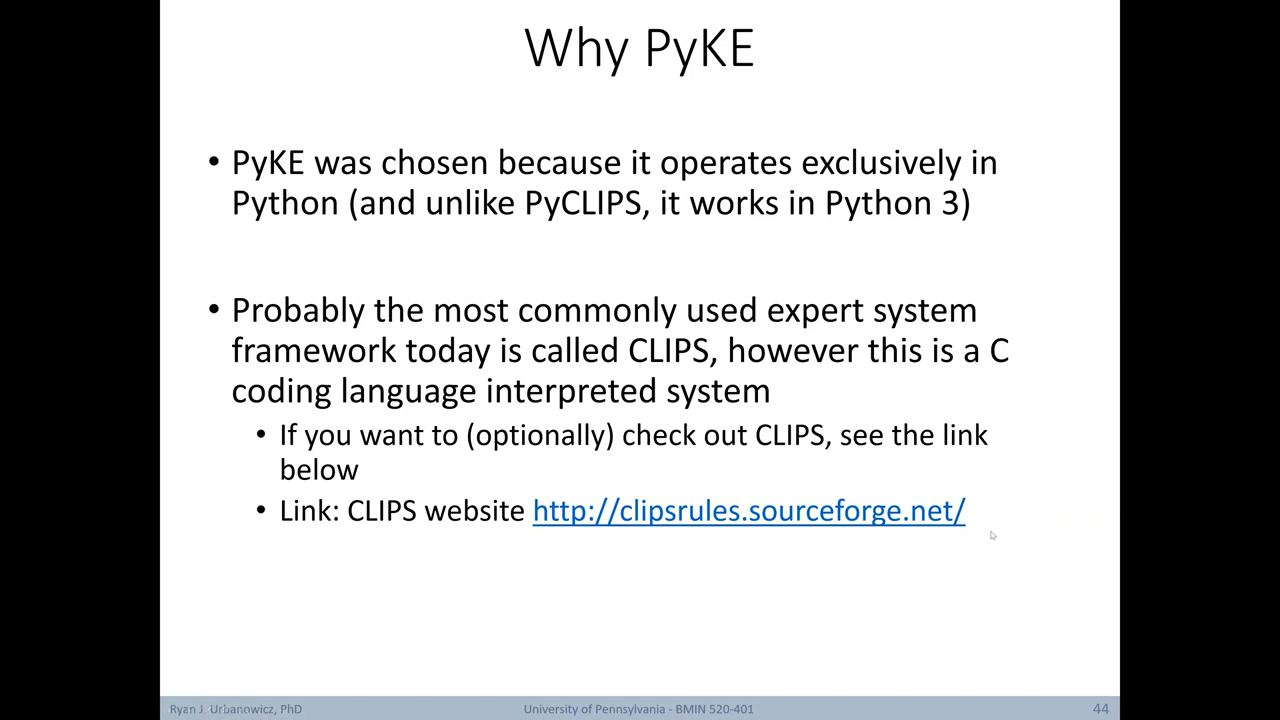 Why PyKE
• PyKE was chosen because it operates exclusively in
Python (and unlike PyCLIPS, it works in Python 3)
• Probably the most commonly used expert system
framework today is called CLIPS, however this is a C
coding language interpreted system
• If you want to (optionally) check out CLIPS, see the link
below
• Link: CLIPS website http://clipsrules.sourceforge.net/
Ryan J. Urbanowicz, PhD
University of Pennsylvania - BMIN 520-401
44